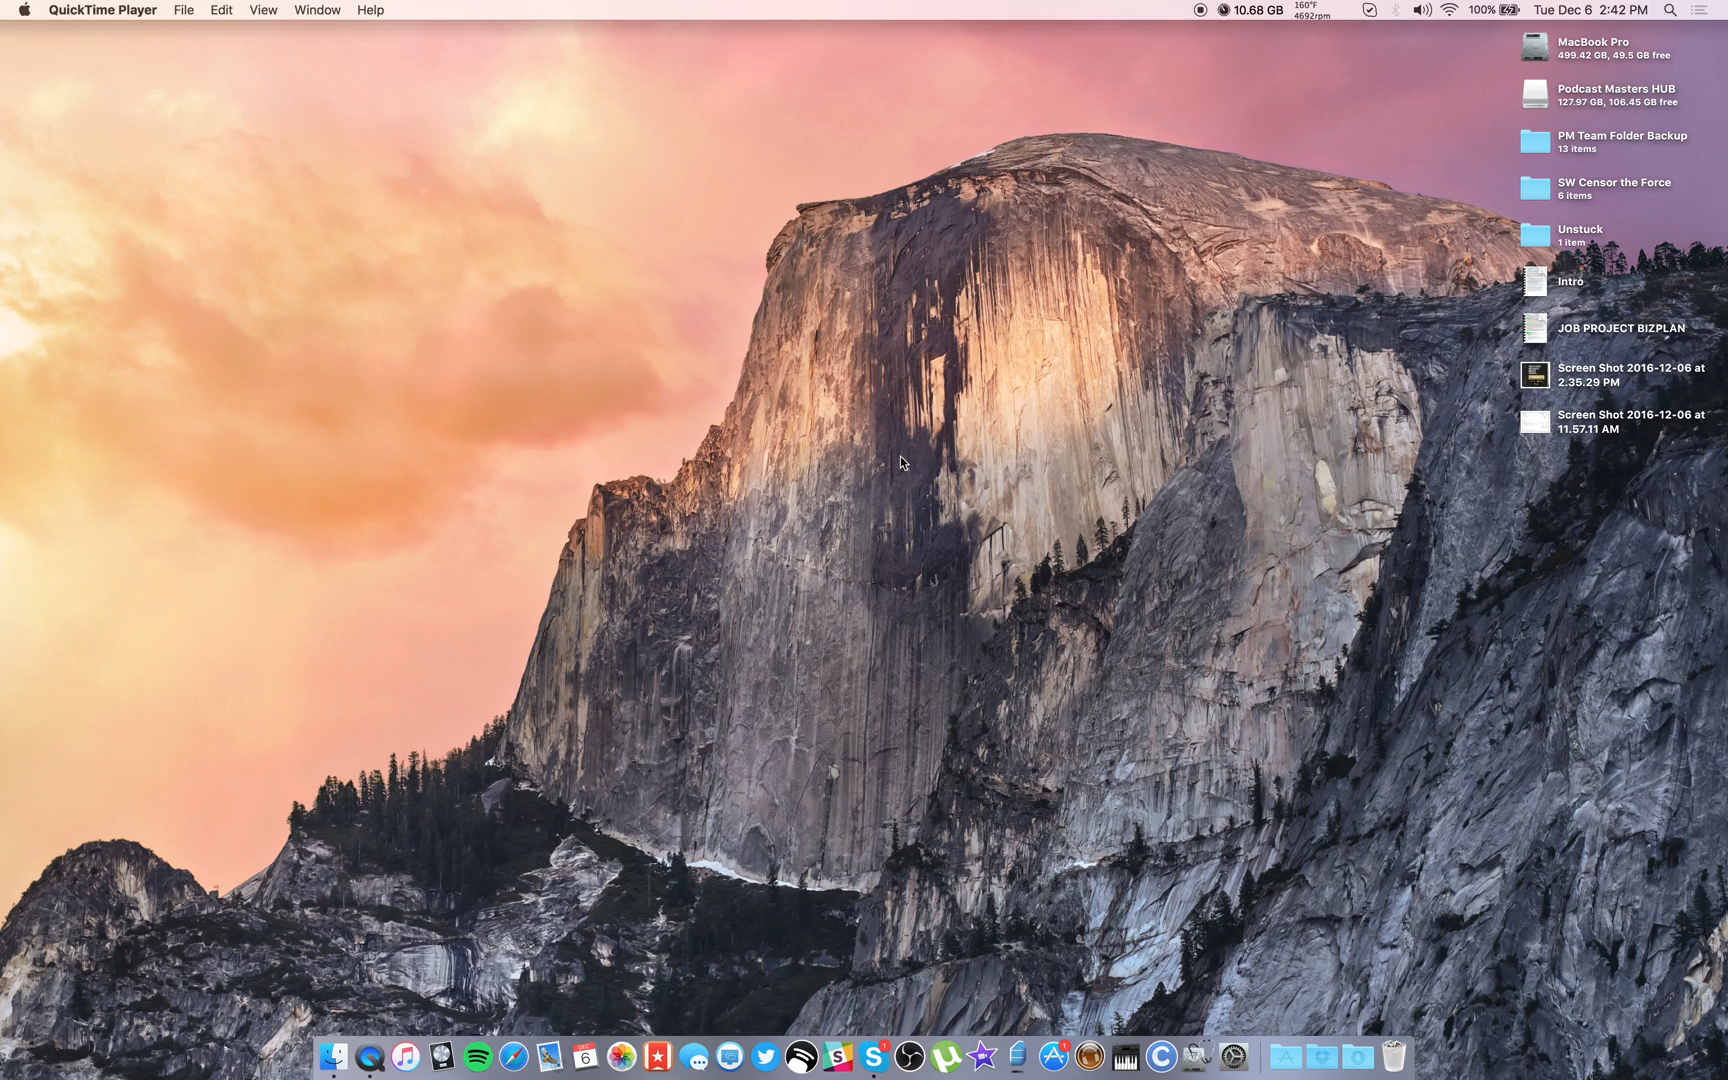 QuickTime Player File Edit View Window Help 10.68 GB 160°F 4692rpm 100% Tue Dec 6 2:42 PM
MacBook Pro
499.42 GB, 49.5 GB free
Podcast Masters HUB
127.97 GB, 106.45 GB free
PM Team Folder Backup
13 items
SW Censor the Force
6 items
Unstuck
1 item
Intro
JOB PROJECT BIZPLAN
Screen Shot 2016-12-06 at
2.35.29 PM
Screen Shot 2016-12-06 at
11.57.11 AM
DEC
6
1
1